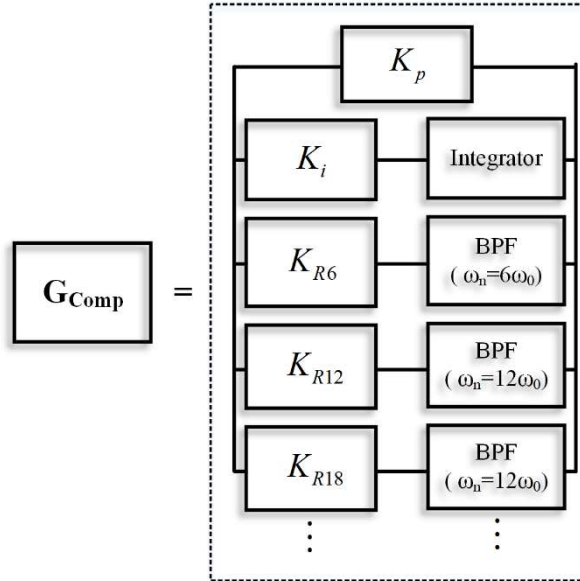 K_p
K_i
Integrator
K_R6
BPF
( ω_n=6ω_0)
G_Comp =
K_R12
BPF
( ω_n=12ω_0)
K_R18
BPF
( ω_n=12ω_0)